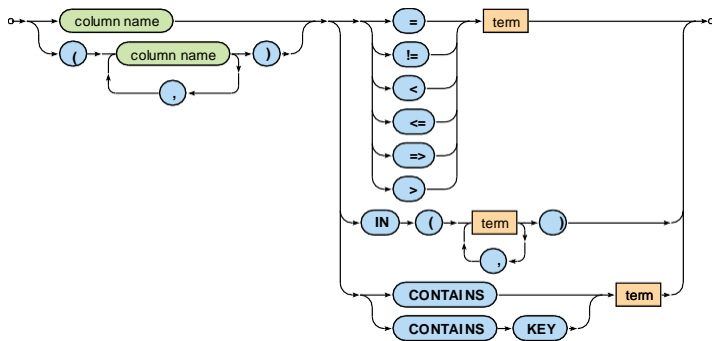 column name =  term
( column name ) !=
, <
<=
=>
>
IN ( term )
,
CONTAINS term
CONTAINS KEY